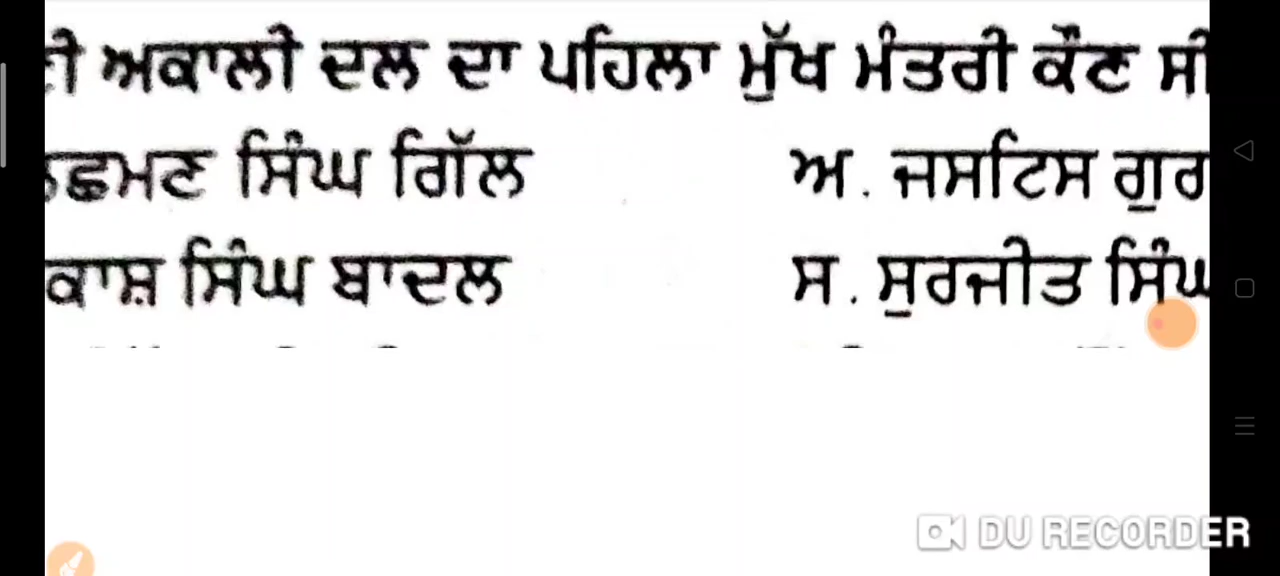 ਅਕਾਲੀ ਦਲ ਦਾ ਪਹਿਲਾ ਮੁੱਖ ਮੰਤਰੀ ਕੌਣ ਸੀ
ਸਿੰਘ ਗਿੱਲ ਅ. ਜਸਟਿਸ ਗੁਰ
ਸਿੰਘ ਬਾਦਲ ਸ. ਸੁਰਜੀਤ ਸਿੰਘ
DU RECORDER